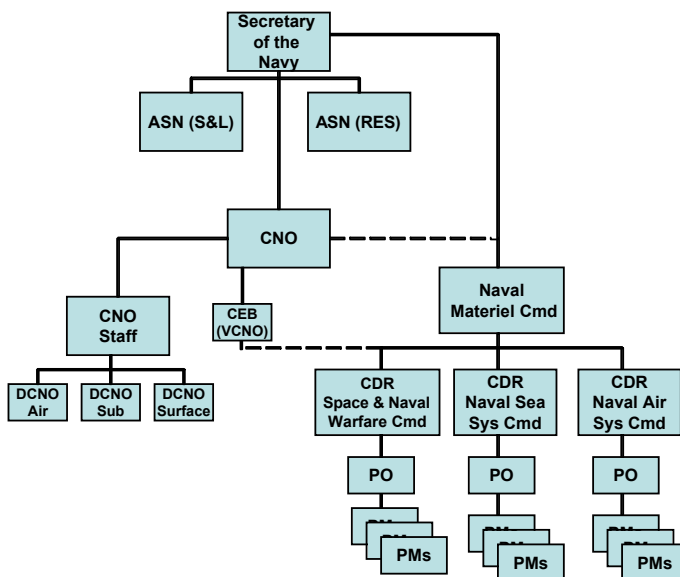 Secretary
of the
Navy
ASN (S&L)
ASN (RES)
CNO
Naval
Materiel Cmd
CNO
Staff
CEB
(VCNO)
DCNO
Air
DCNO
Sub
DCNO
Surface
CDR
Space & Naval
Warfare Cmd
CDR
Naval Sea
Sys Cmd
CDR
Naval Air
Sys Cmd
PO
PO
PO
PMs
PMs
PMs